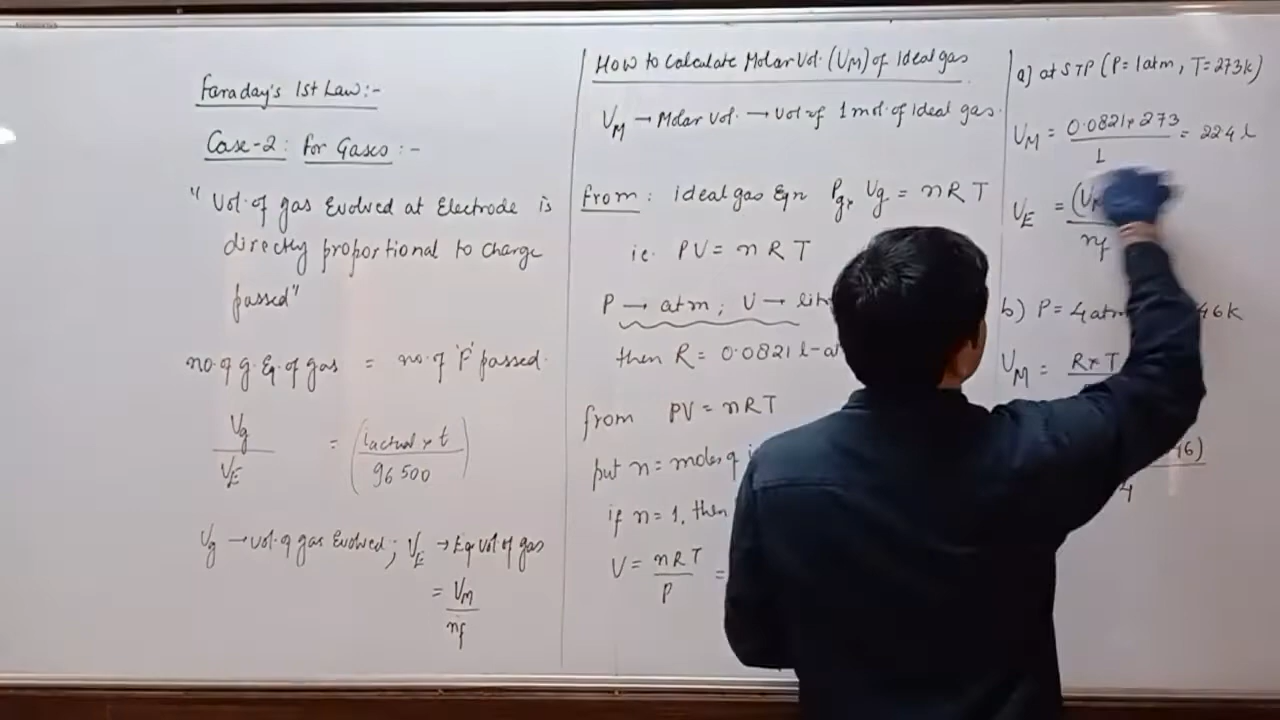 Faraday's 1st Law:-
Case-2: for Gases:-
"Vol. of gas Evolved at Electrode is
directly proportional to charge
passed"
no. of g. Eq. of gas = no. of 'F' passed.
Vg / VE = (iactual × t / 96500)
Vg → vol. of gas Evolved; VE → Eq vol of gas
= VM / nf
How to Calculate Molar Vol. (VM) of Ideal gas
VM → Molar vol. → vol of 1 mol. of ideal gas.
from: ideal gas Eqn Pg, Vg = nRT
ie. PV = nRT
P → atm; V →
then R = 0.0821
from PV = nRT
put n = moles of
if n = 1, then
V = nRT / P =
a) at STP (P = 1 atm, T = 273k)
VM = 0.0821 × 273 / 1 = 224 l
VE = (V / nf
b) P = 4 atm 46k
VM = R × T
46)
4